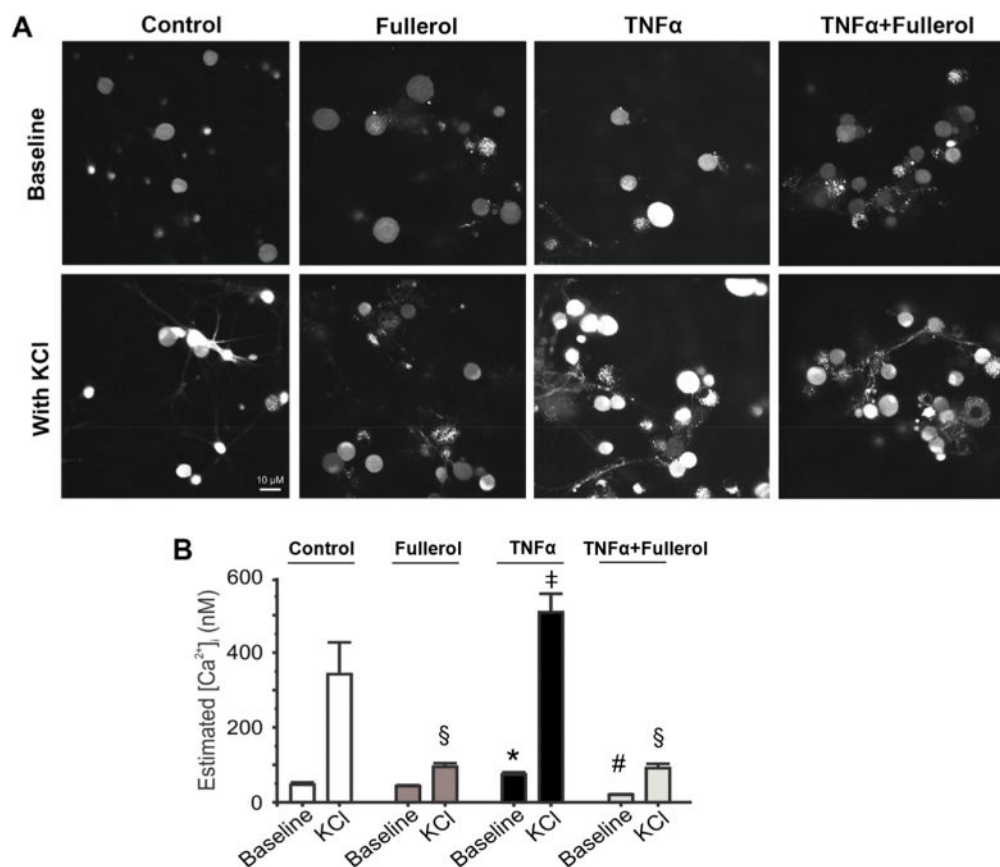 A
Control Fullerol TNFα TNFα+Fullerol
Baseline
With KCl
10 μM
B
Control Fullerol TNFα TNFα+Fullerol
Estimated [Ca²⁺]ᵢ (nM)
600
400
200
0
§ * ‡ # §
Baseline KCl Baseline KCl Baseline KCl Baseline KCl